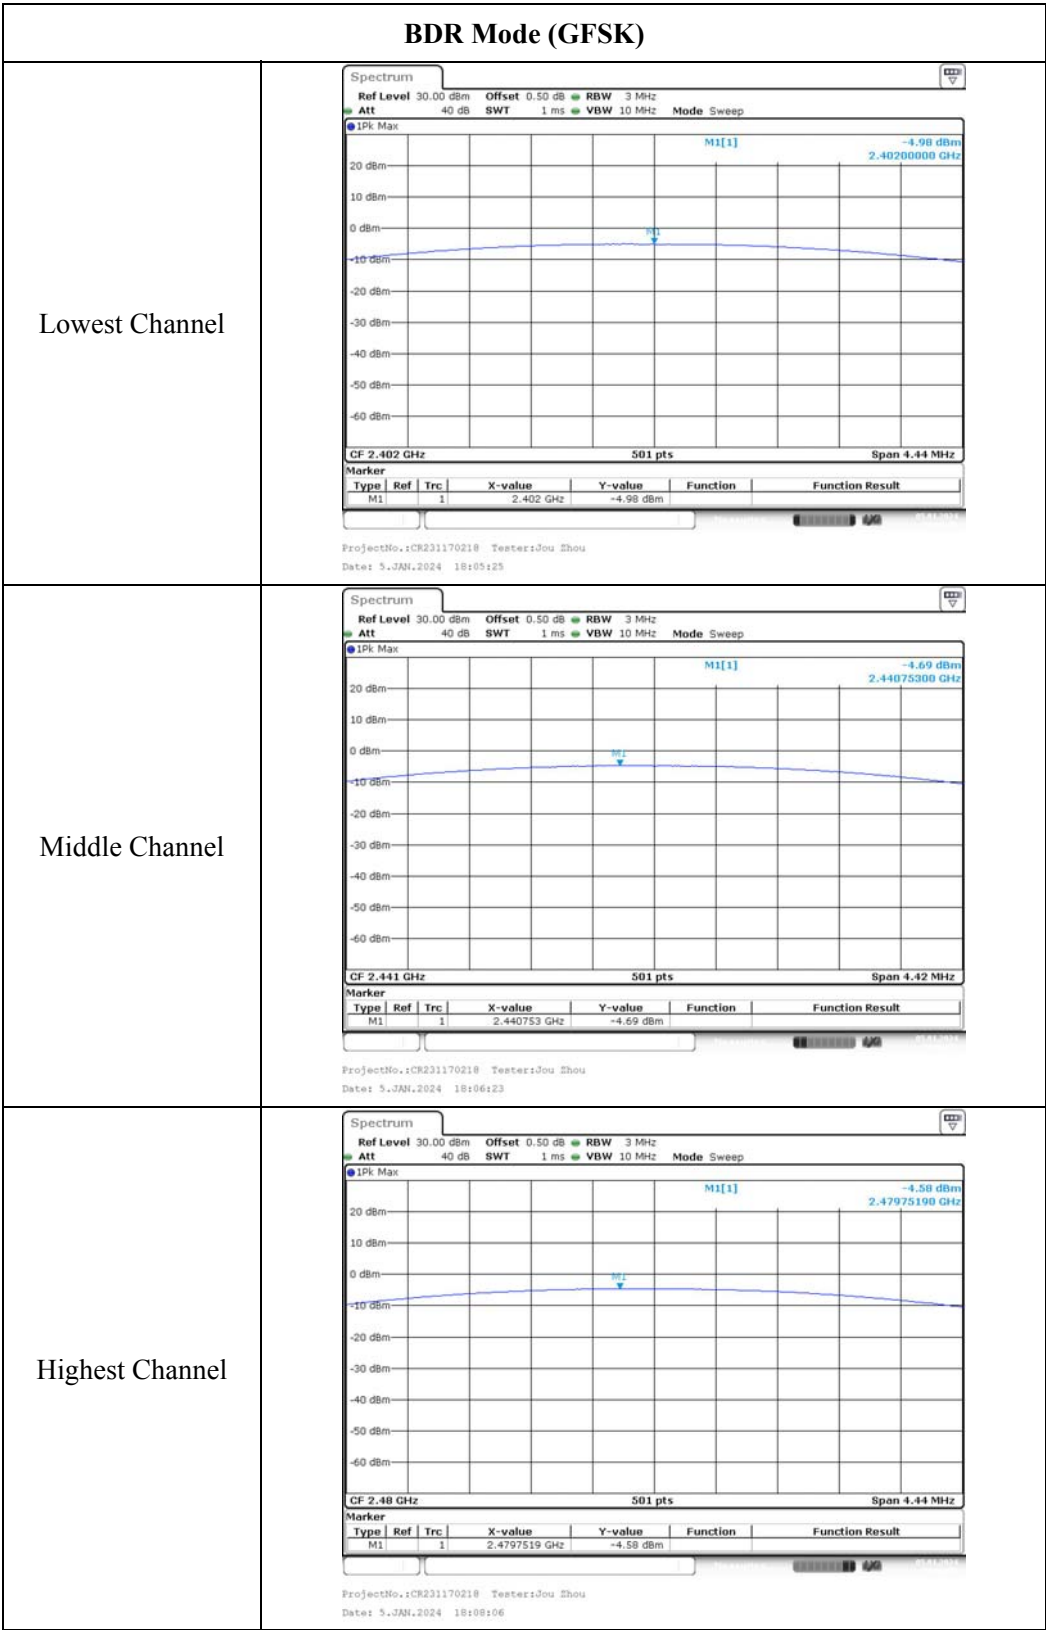 BDR Mode (GFSK)
Lowest Channel
Spectrum
Ref Level 30.00 dBm Offset 0.50 dB RBW 3 MHz
Att 40 dB SWT 1 ms VBW 10 MHz Mode Sweep
1Pk Max
M1[1] -4.98 dBm
2.40200000 GHz
20 dBm
10 dBm
0 dBm
M1
-10 dBm
-20 dBm
-30 dBm
-40 dBm
-50 dBm
-60 dBm
CF 2.402 GHz 501 pts Span 4.44 MHz
Marker
Type Ref Trc X-value Y-value Function Function Result
M1 1 2.402 GHz -4.98 dBm
ProjectNo.:CR231170218 Tester:Jou Zhou
Date: 5.JAN.2024 18:05:25
Middle Channel
Spectrum
Ref Level 30.00 dBm Offset 0.50 dB RBW 3 MHz
Att 40 dB SWT 1 ms VBW 10 MHz Mode Sweep
1Pk Max
M1[1] -4.69 dBm
2.44075300 GHz
20 dBm
10 dBm
0 dBm
M1
-10 dBm
-20 dBm
-30 dBm
-40 dBm
-50 dBm
-60 dBm
CF 2.441 GHz 501 pts Span 4.42 MHz
Marker
Type Ref Trc X-value Y-value Function Function Result
M1 1 2.440753 GHz -4.69 dBm
ProjectNo.:CR231170218 Tester:Jou Zhou
Date: 5.JAN.2024 18:06:23
Highest Channel
Spectrum
Ref Level 30.00 dBm Offset 0.50 dB RBW 3 MHz
Att 40 dB SWT 1 ms VBW 10 MHz Mode Sweep
1Pk Max
M1[1] -4.58 dBm
2.47975190 GHz
20 dBm
10 dBm
0 dBm
M1
-10 dBm
-20 dBm
-30 dBm
-40 dBm
-50 dBm
-60 dBm
CF 2.48 GHz 501 pts Span 4.44 MHz
Marker
Type Ref Trc X-value Y-value Function Function Result
M1 1 2.4797519 GHz -4.58 dBm
ProjectNo.:CR231170218 Tester:Jou Zhou
Date: 5.JAN.2024 18:08:06